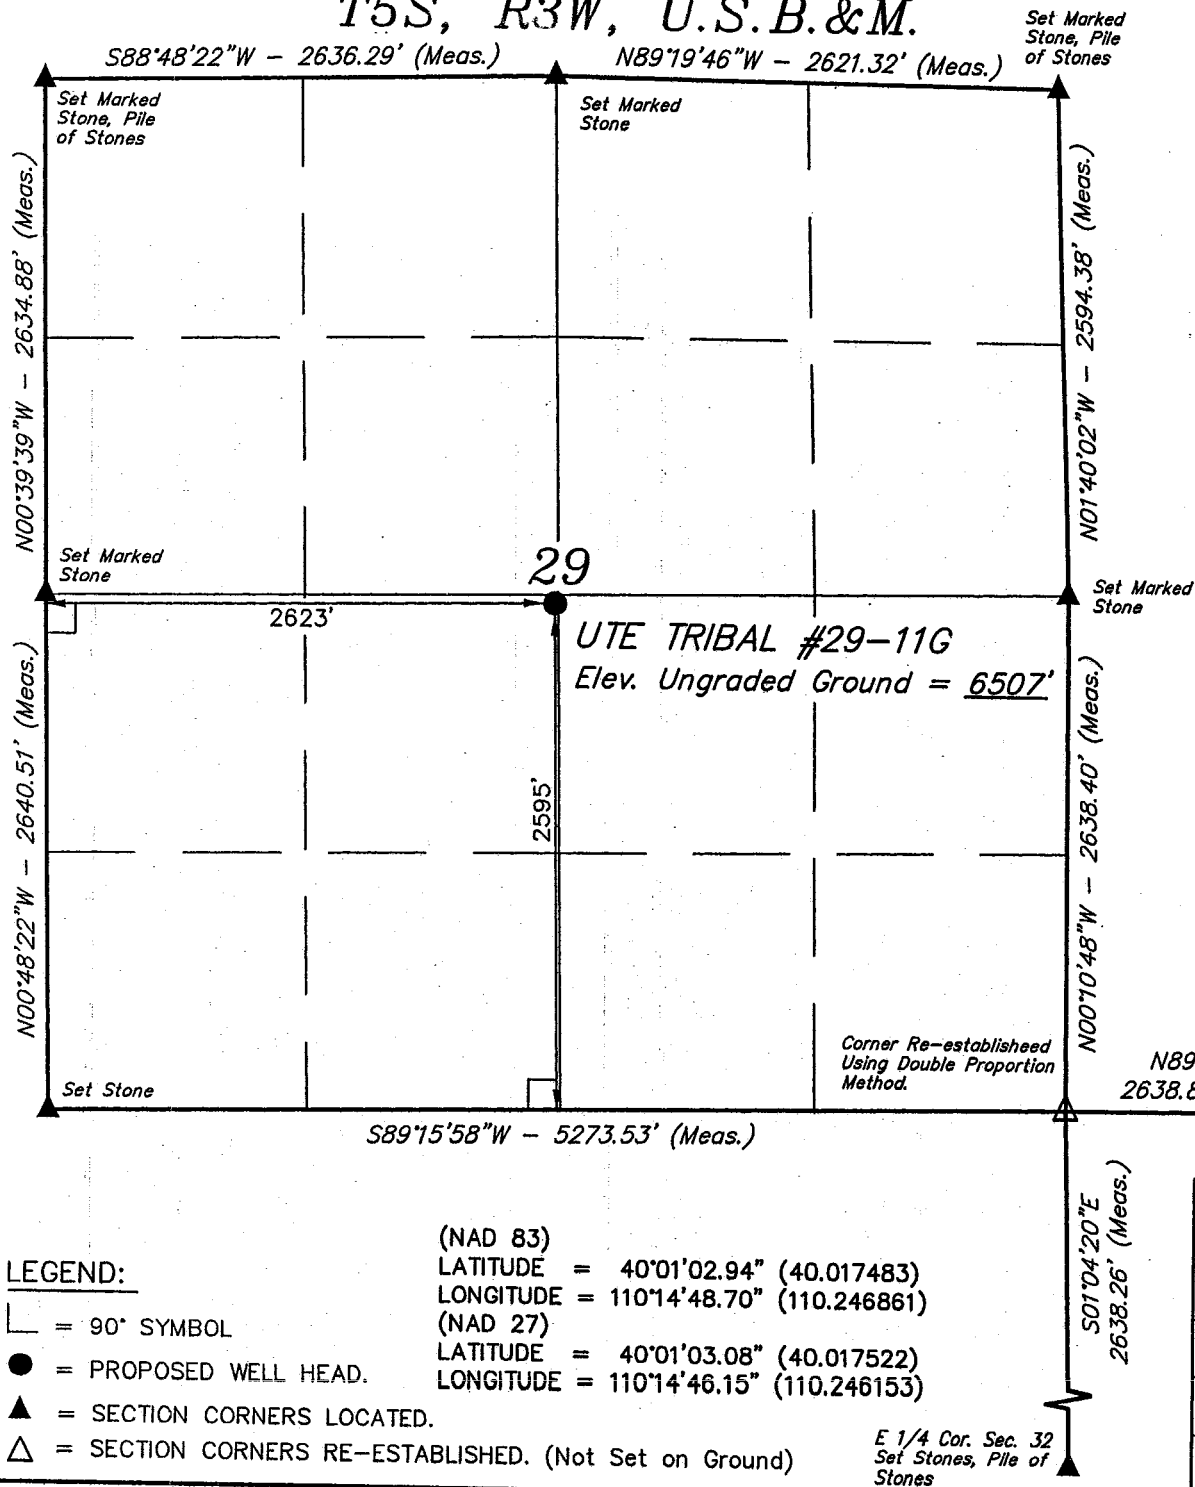 T5S, R3W, U.S.B.&M.
S88°48'22"W - 2636.29' (Meas.)
N89°19'46"W - 2621.32' (Meas.)
Set Marked
Stone, Pile
of Stones
Set Marked
Stone, Pile
of Stones
Set Marked
Stone
N00°39'39"W - 2634.88' (Meas.)
N01°40'02"W - 2594.38' (Meas.)
Set Marked
Stone
29
Set Marked
Stone
2623'
UTE TRIBAL #29-11G
Elev. Ungraded Ground = 6507'
N00°48'22"W - 2640.51' (Meas.)
2595'
N00°10'48"W - 2638.40' (Meas.)
Corner Re-establisheed
Using Double Proportion
Method.
N89
2638.8
Set Stone
S89°15'58"W - 5273.53' (Meas.)
S01°04'20"E
2638.26' (Meas.)
LEGEND:
= 90° SYMBOL
= PROPOSED WELL HEAD.
= SECTION CORNERS LOCATED.
= SECTION CORNERS RE-ESTABLISHED. (Not Set on Ground)
(NAD 83)
LATITUDE = 40°01'02.94" (40.017483)
LONGITUDE = 110°14'48.70" (110.246861)
(NAD 27)
LATITUDE = 40°01'03.08" (40.017522)
LONGITUDE = 110°14'46.15" (110.246153)
E 1/4 Cor. Sec. 32
Set Stones, Pile of
Stones